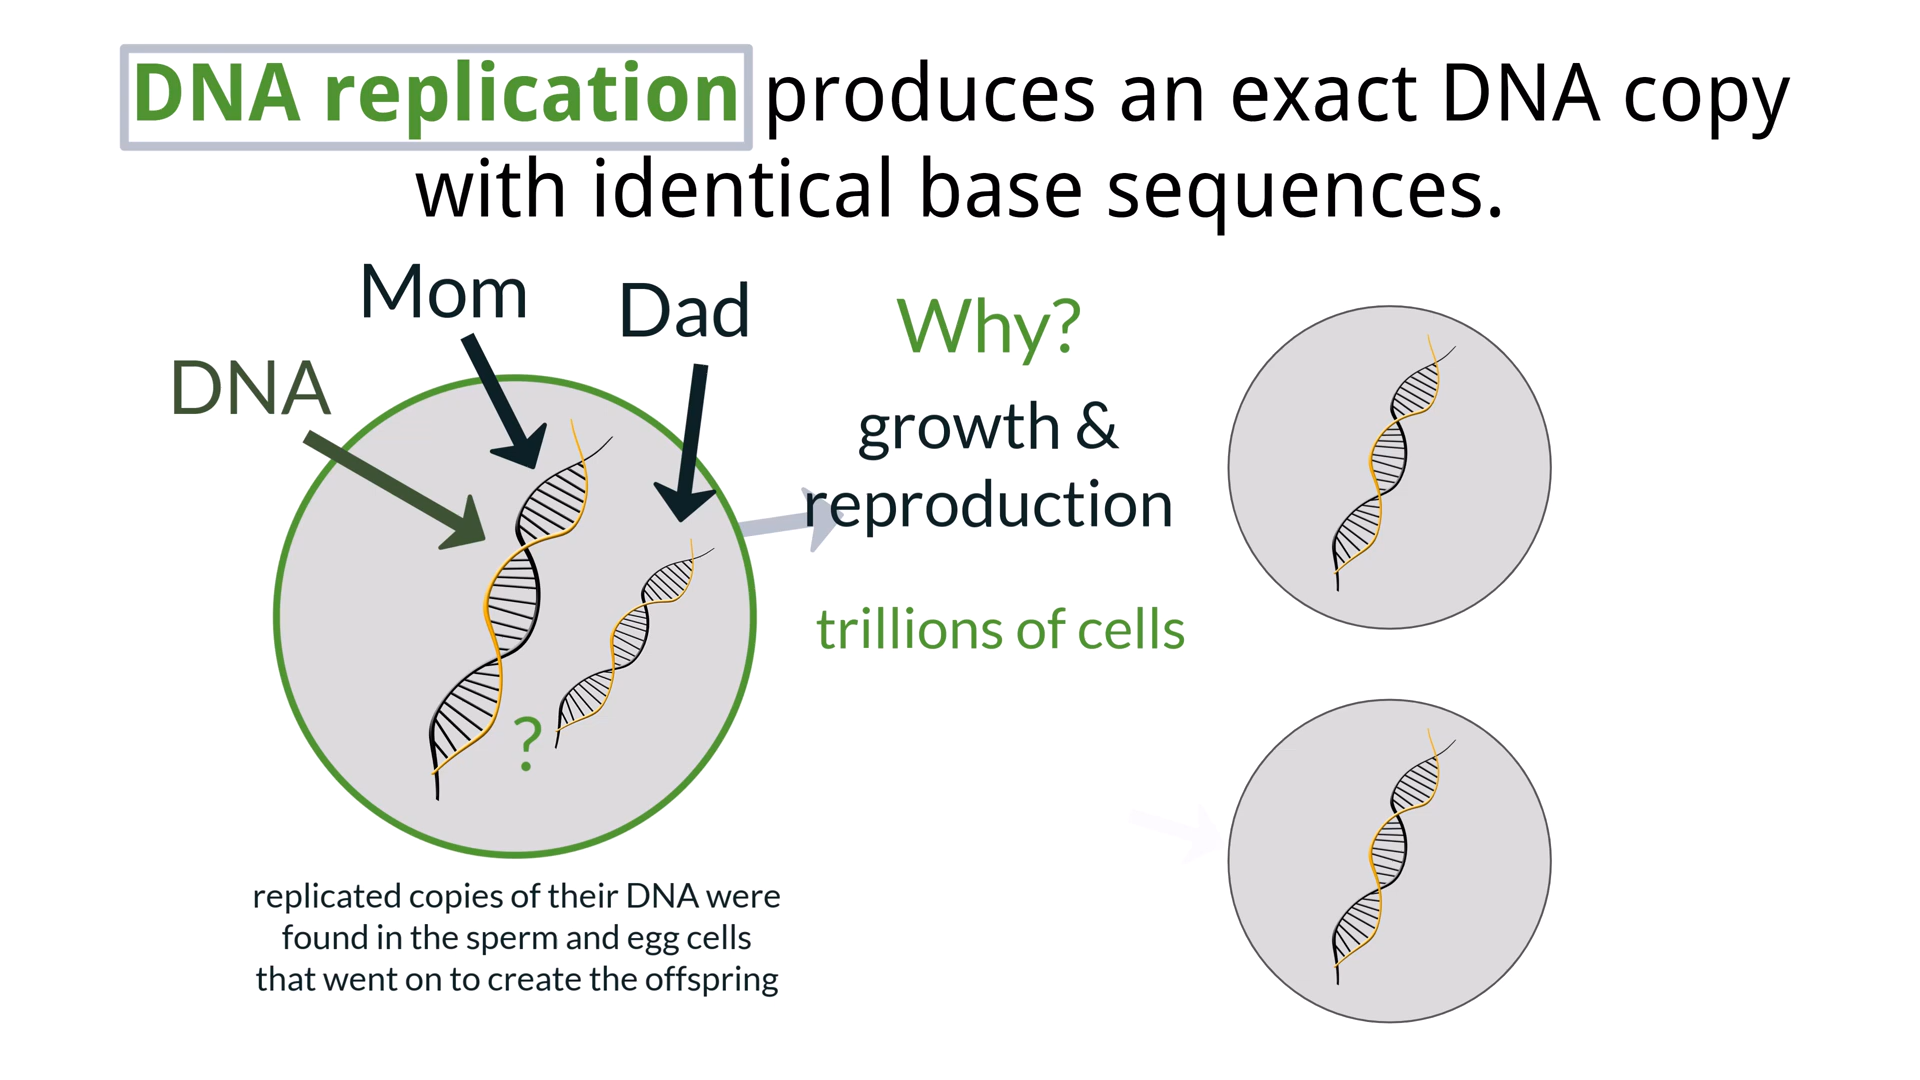 DNA replication produces an exact DNA copy
with identical base sequences.
Mom
Dad
DNA
Why?
growth &
reproduction
trillions of cells
?
replicated copies of their DNA were
found in the sperm and egg cells
that went on to create the offspring